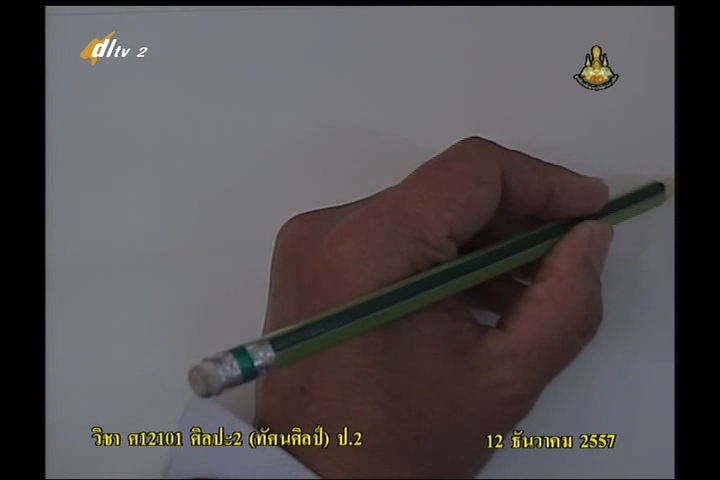 dltv 2
วิชา ศ12101 ศิลปะ2 (ทัศนศิลป์) ป.2
12 ธันวาคม 2557